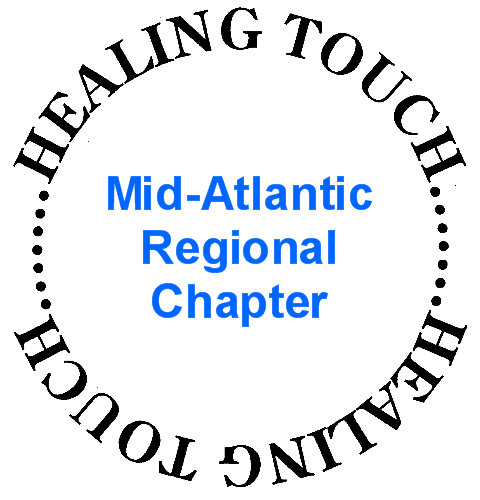 HEALING TOUCH
Mid-Atlantic
Regional
Chapter
HEALING TOUCH